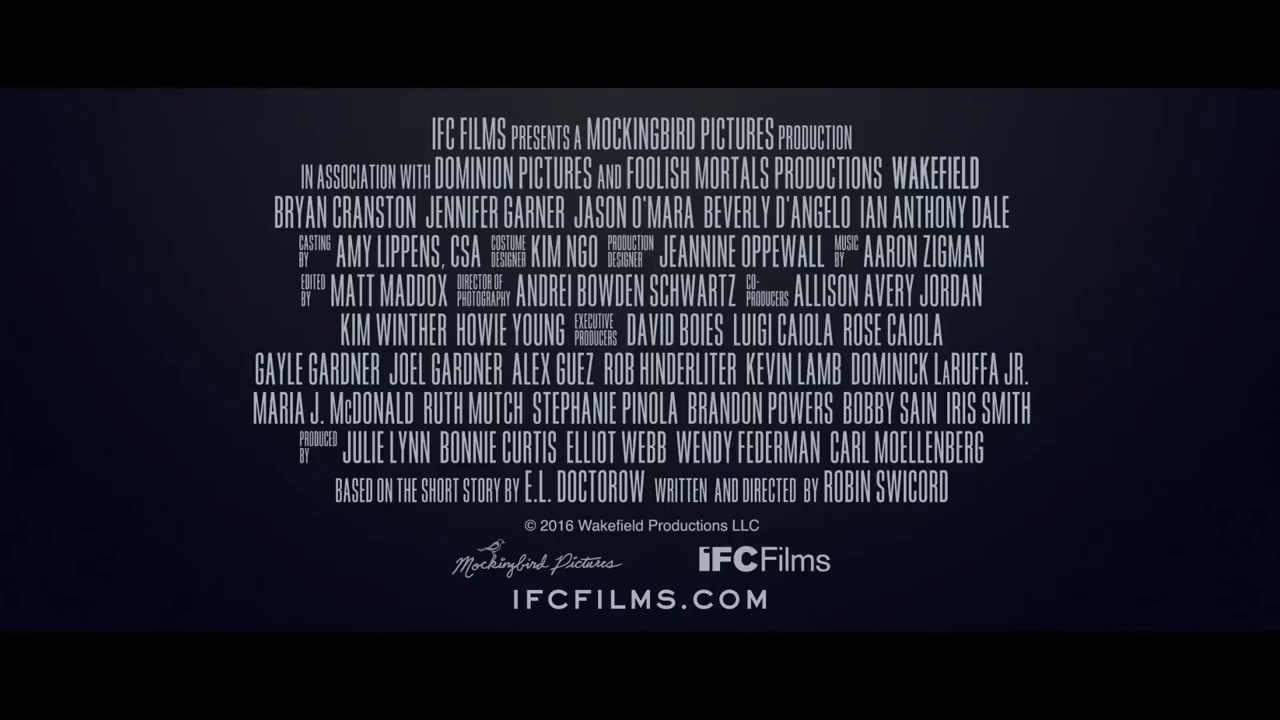 IFC FILMS PRESENTS A MOCKINGBIRD PICTURES PRODUCTION
IN ASSOCIATION WITH DOMINION PICTURES AND FOOLISH MORTALS PRODUCTIONS WAKEFIELD
BRYAN CRANSTON JENNIFER GARNER JASON O'MARA BEVERLY D'ANGELO IAN ANTHONY DALE
CASTING BY AMY LIPPENS, CSA COSTUME DESIGNER KIM NGO PRODUCTION DESIGNER JEANNINE OPPEWALL MUSIC BY AARON ZIGMAN
EDITED BY MATT MADDOX DIRECTOR OF PHOTOGRAPHY ANDREI BOWDEN SCHWARTZ CO-PRODUCERS ALLISON AVERY JORDAN
KIM WINTHER HOWIE YOUNG EXECUTIVE PRODUCERS DAVID BOIES LUIGI CAIOLA ROSE CAIOLA
GAYLE GARDNER JOEL GARDNER ALEX GUEZ ROB HINDERLITER KEVIN LAMB DOMINICK LaRUFFA JR.
MARIA J. McDONALD RUTH MUTCH STEPHANIE PINOLA BRANDON POWERS BOBBY SAIN IRIS SMITH
PRODUCED BY JULIE LYNN BONNIE CURTIS ELLIOT WEBB WENDY FEDERMAN CARL MOELLENBERG
BASED ON THE SHORT STORY BY E.L. DOCTOROW WRITTEN AND DIRECTED BY ROBIN SWICORD
© 2016 Wakefield Productions LLC
Mockingbird Pictures IFC Films
IFCFILMS.COM